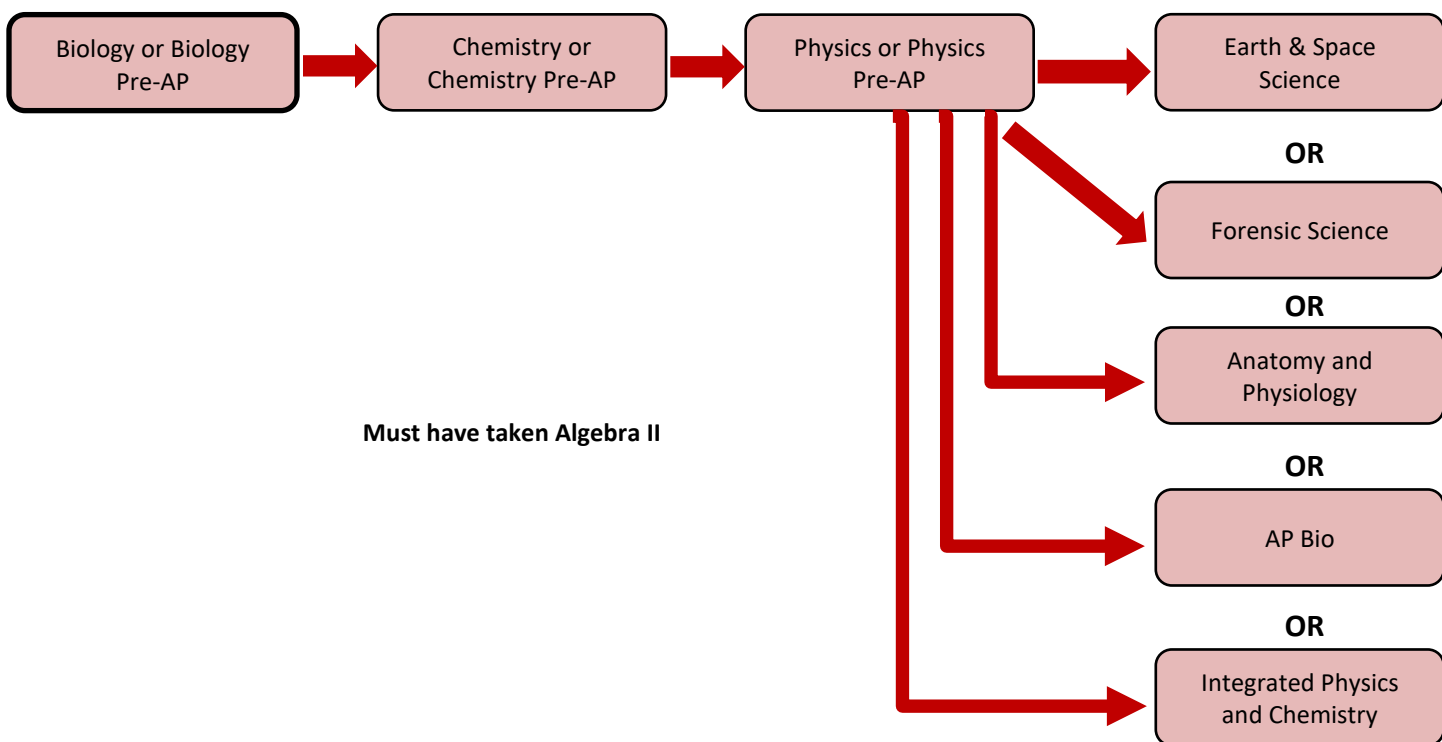 Biology or Biology
Pre-AP
Chemistry or
Chemistry Pre-AP
Physics or Physics
Pre-AP
Earth & Space
Science
OR
Forensic Science
OR
Anatomy and
Physiology
Must have taken Algebra II
OR
AP Bio
OR
Integrated Physics
and Chemistry